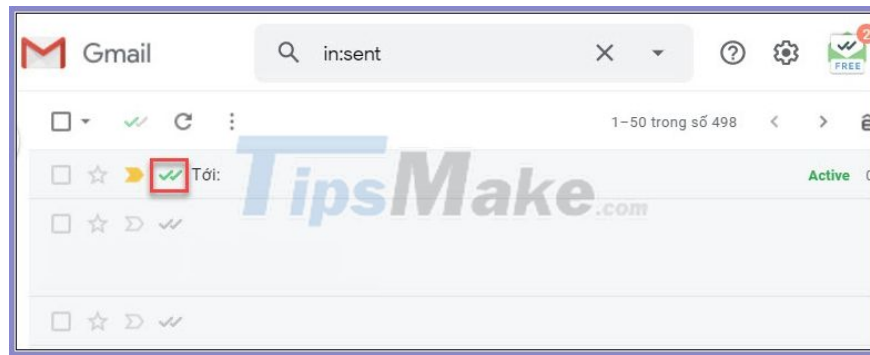 Gmail
in:sent
2
FREE
1–50 trong số 498
Tới:
Active
TipsMake.com